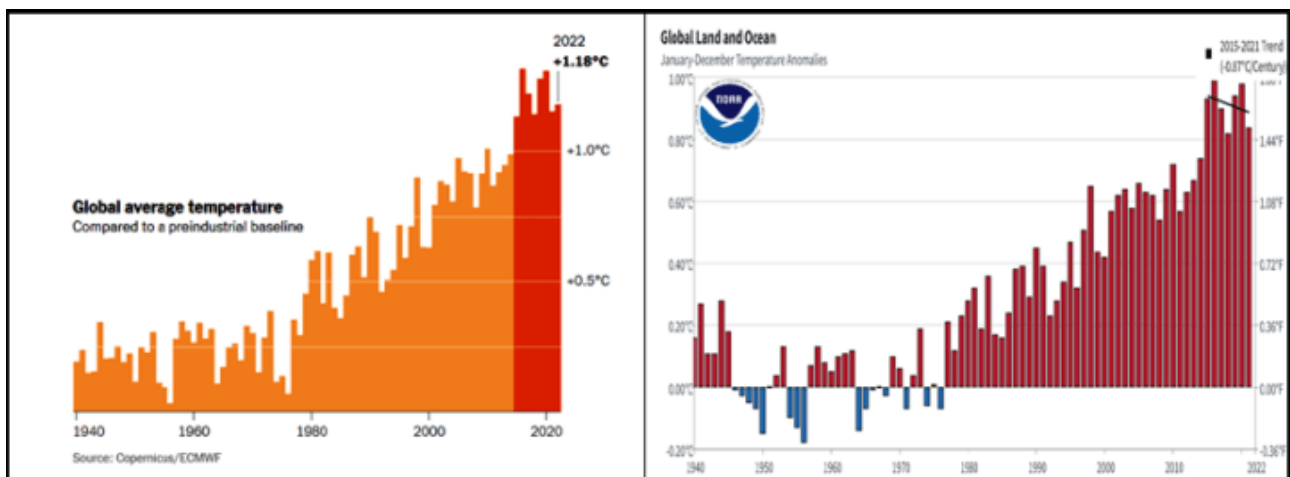 2022
+1.18°C
+1.0°C
Global average temperature
Compared to a preindustrial baseline
+0.5°C
1940 1960 1980 2000 2020
Source: Copernicus/ECMWF
Global Land and Ocean
January-December Temperature Anomalies
2015-2021 Trend
(-0.87°C/Century)
1.00°C
NOAA
0.80°C 1.44°F
0.60°C 1.08°F
0.40°C 0.72°F
0.20°C 0.36°F
0.00°C 0.00°F
-0.20°C -0.36°F
1940 1950 1960 1970 1980 1990 2000 2010 2022